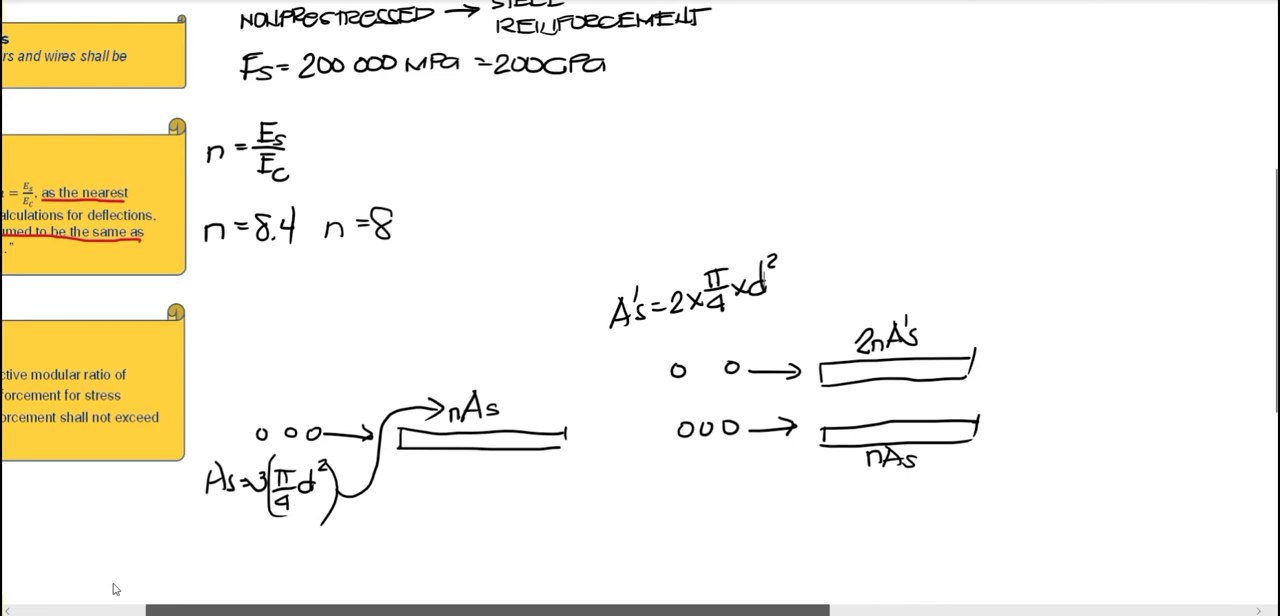 NONPRESTRESSED → STEEL
REINFORCEMENT
s
rs and wires shall be
Es = 200 000 MPa = 200GPa
n = Es/Ec
= Es/Ec, as the nearest
alculations for deflections,
umed to be the same as
."
n = 8.4 n = 8
A's = 2 × π/4 × d²
2nA's
ctive modular ratio of
forcement for stress
orcement shall not exceed
nAs
nAs
As = 3(π/4 d²)